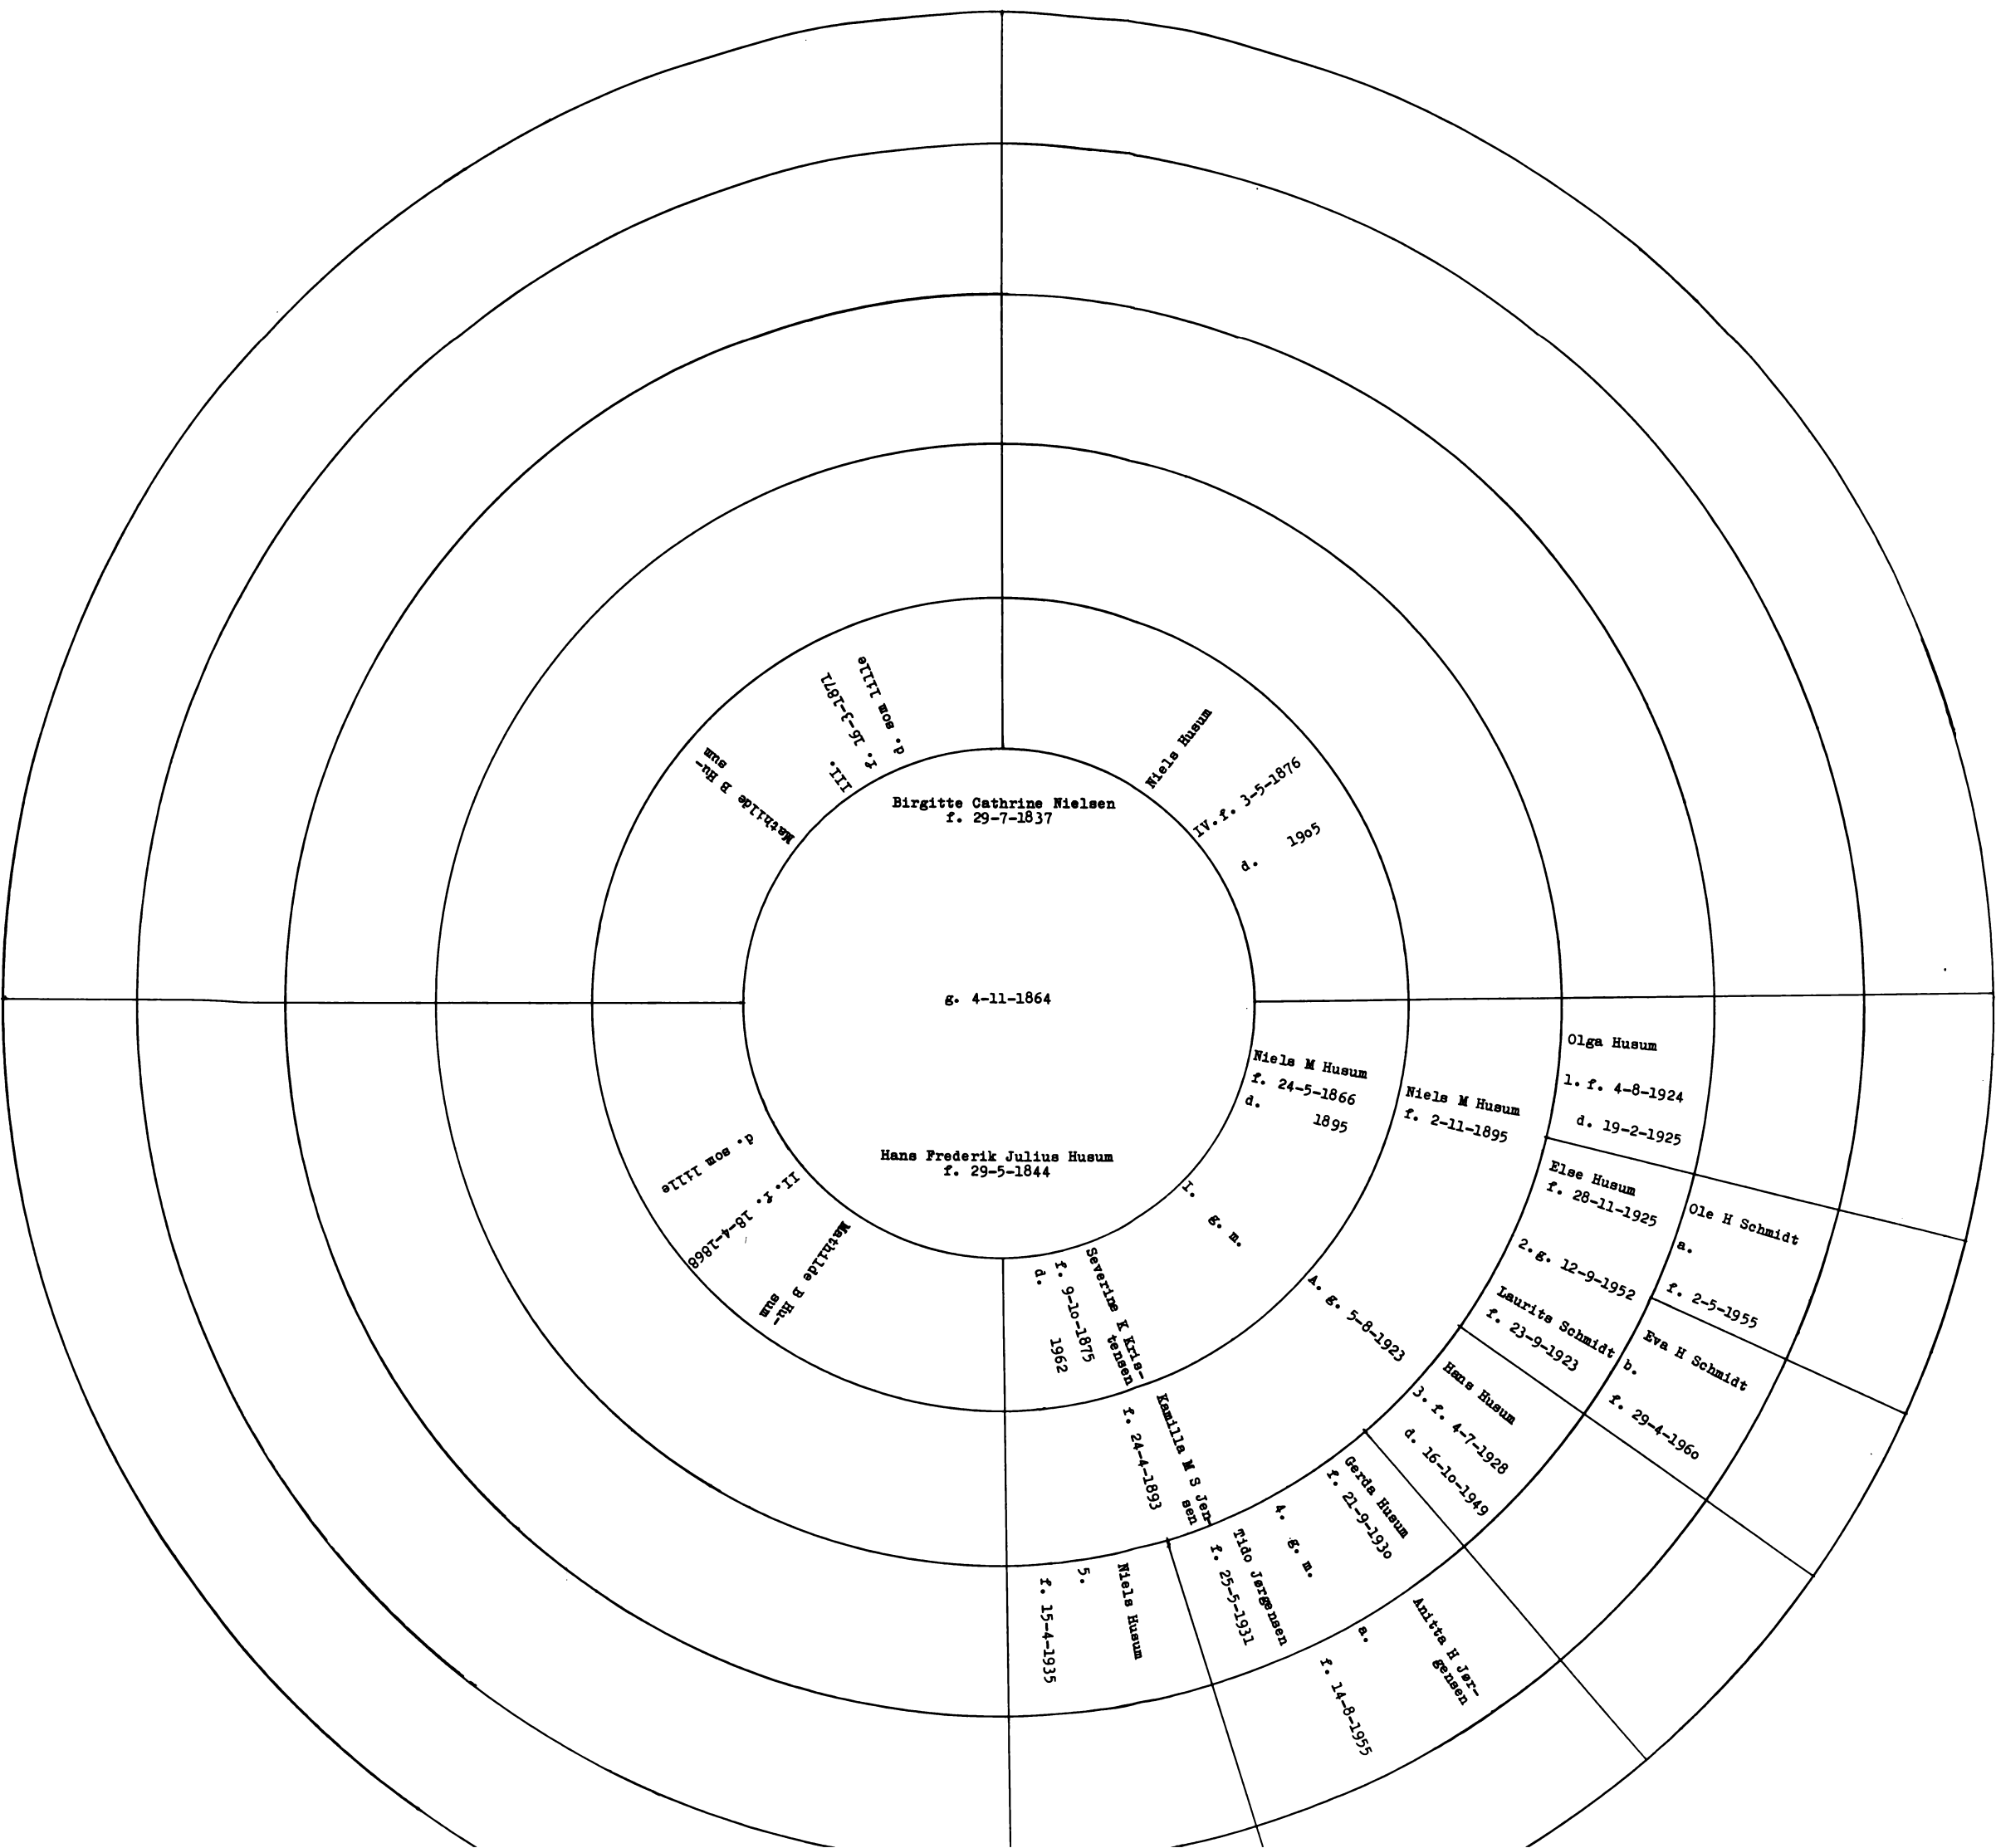 Birgitte Cathrine Nielsen
f. 29-7-1837
g. 4-11-1864
Hans Frederik Julius Husum
f. 29-5-1844
Niels M Husum
f. 24-5-1866
d. 1895
I. g. m.
Severine K Kris-
tensen
f. 9-lo-1875
d. 1962
Mathilde B Hu-
sum
II. f. 18-4-1868
d. som lille
Mathilde B Hu-
sum
III.
f. 16-3-1871
d. som lille
Niels Husum
IV. f. 3-5-1876
d. 19o5
Niels M Husum
f. 2-11-1895
A. g. 5-8-1923
Kamilla M S Jen-
sen
f. 24-4-1893
Olga Husum
1. f. 4-8-1924
d. 19-2-1925
Else Husum
f. 28-11-1925
2.g. 12-9-1952
Laurits Schmidt
f. 23-9-1923
Hans Husum
3. f. 4-7-1928
d. 16-lo-1949
Gerda Husum
f. 21-9-193o
4. g. m.
Tido Jørgensen
f. 25-5-1931
Niels Husum
5.
f. 15-4-1935
Ole H Schmidt
a.
f. 2-5-1955
Eva H Schmidt
b.
f. 29-4-196o
Anitta H Jør-
gensen
a.
f. 14-8-1955